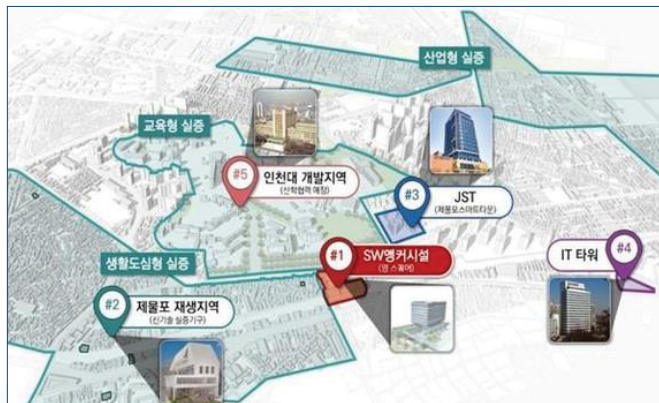 산업형 실증
교육형 실증
#5
인천대 개발지역
(산학협력 매장)
#3
JST
(제물포스마트타운)
생활도심형 실증
#1
SW앵커시설
(영 스퀘어)
IT 타워
#4
#2
제물포 재생지역
(신기술 실증기구)